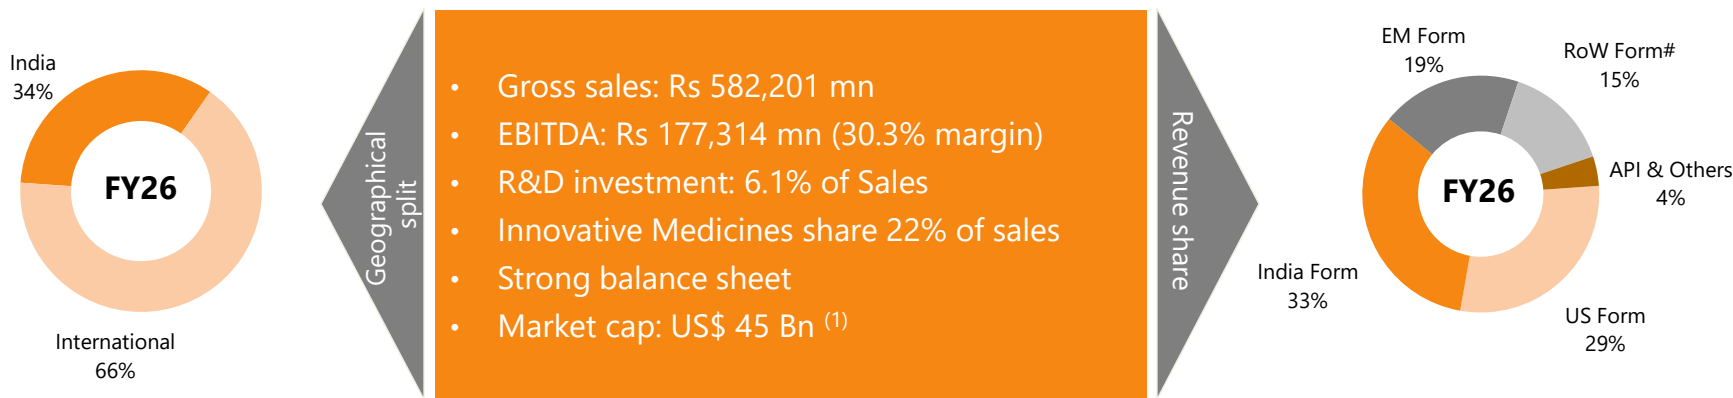 India
34%
FY26
International
66%
Geographical
split
• Gross sales: Rs 582,201 mn
• EBITDA: Rs 177,314 mn (30.3% margin)
• R&D investment: 6.1% of Sales
• Innovative Medicines share 22% of sales
• Strong balance sheet
• Market cap: US$ 45 Bn (1)
Revenue share
EM Form
19%
RoW Form#
15%
API & Others
4%
FY26
India Form
33%
US Form
29%